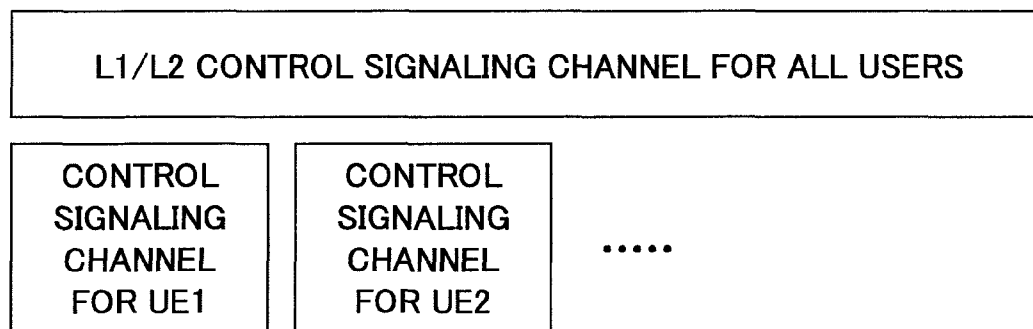 L1/L2 CONTROL SIGNALING CHANNEL FOR ALL USERS
CONTROL
SIGNALING
CHANNEL
FOR UE1
CONTROL
SIGNALING
CHANNEL
FOR UE2
.....